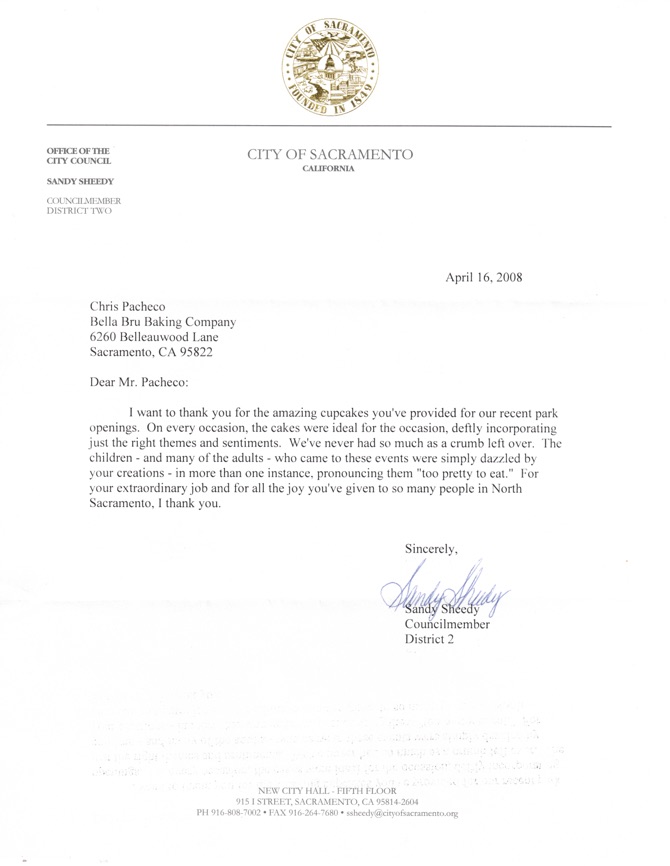 CITY OF SACRAMENTO
FOUNDED IN 1849
OFFICE OF THE
CITY COUNCIL
SANDY SHEEDY
COUNCILMEMBER
DISTRICT TWO
CITY OF SACRAMENTO
CALIFORNIA
April 16, 2008
Chris Pacheco
Bella Bru Baking Company
6260 Belleauwood Lane
Sacramento, CA 95822
Dear Mr. Pacheco:
I want to thank you for the amazing cupcakes you've provided for our recent park
openings. On every occasion, the cakes were ideal for the occasion, deftly incorporating
just the right themes and sentiments. We've never had so much as a crumb left over. The
children - and many of the adults - who came to these events were simply dazzled by
your creations - in more than one instance, pronouncing them "too pretty to eat." For
your extraordinary job and for all the joy you've given to so many people in North
Sacramento, I thank you.
Sincerely,
Sandy Sheedy
Sandy Sheedy
Councilmember
District 2
NEW CITY HALL - FIFTH FLOOR
915 I STREET, SACRAMENTO, CA 95814-2604
PH 916-808-7002 • FAX 916-264-7680 • ssheedy@cityofsacramento.org